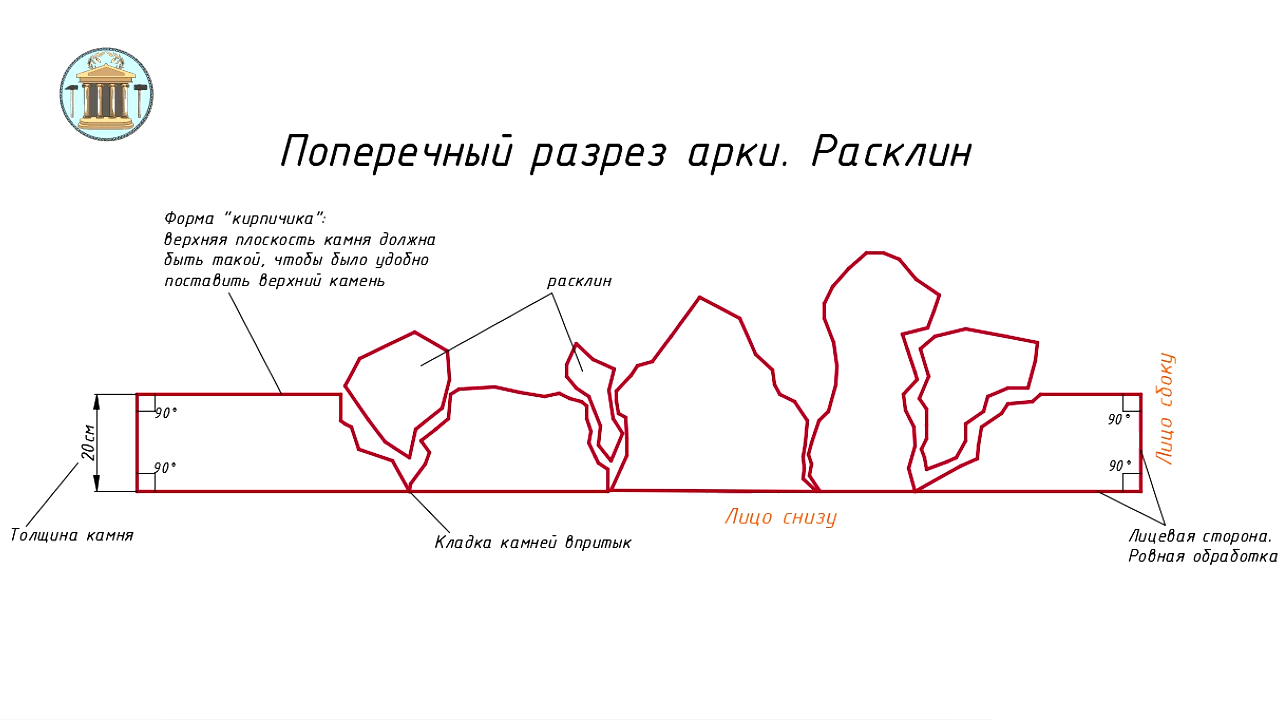 Поперечный разрез арки. Расклин
Форма "кирпичика":
верхняя плоскость камня должна
быть такой, чтобы было удобно
поставить верхний камень
расклин
90°
90°
20см
Толщина камня
Кладка камней впритык
Лицо снизу
90°
90°
Лицо сбоку
Лицевая сторона.
Ровная обработка